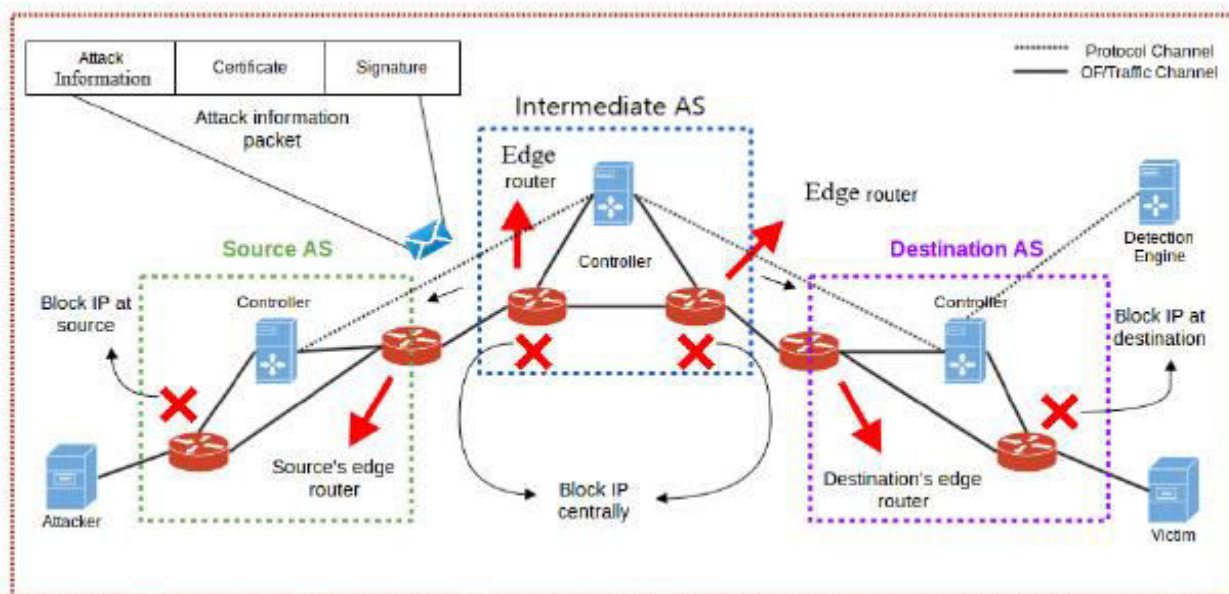 Attack
Information
Certificate
Signature
Attack information
packet
Protocol Channel
OF/Traffic Channel
Intermediate AS
Edge
router
Edge router
Controller
Source AS
Controller
Block IP at
source
Source's edge
router
Attacker
Block IP
centrally
Destination AS
Controller
Detection
Engine
Block IP at
destination
Destination's edge
router
Victim